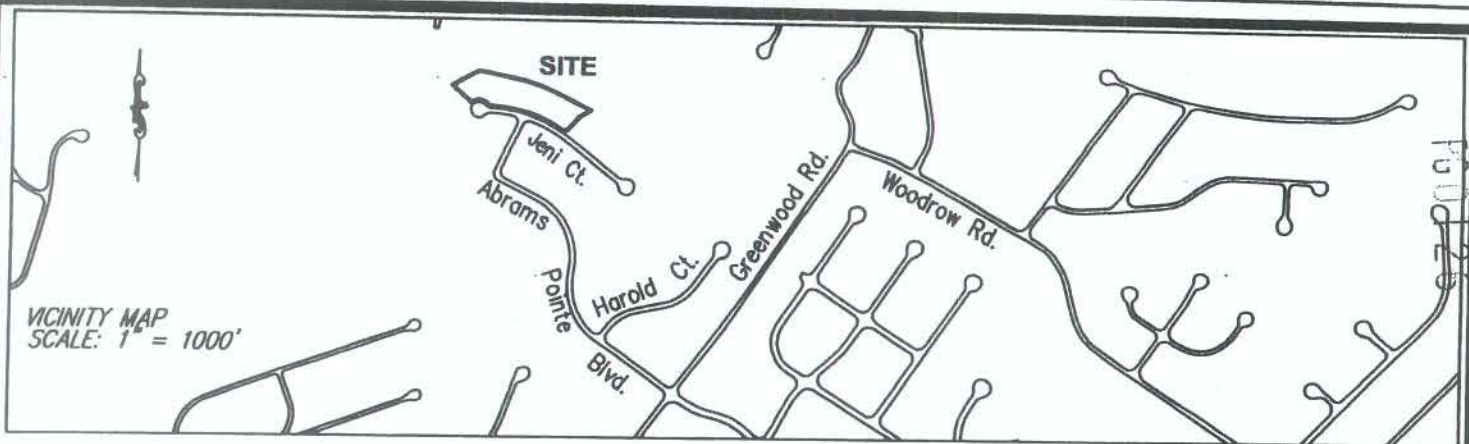 SITE
Jeni Ct.
Abrams
Pointe
Blvd.
Harold Ct.
Greenwood Rd.
Woodrow Rd.
VICINITY MAP
SCALE: 1" = 1000'